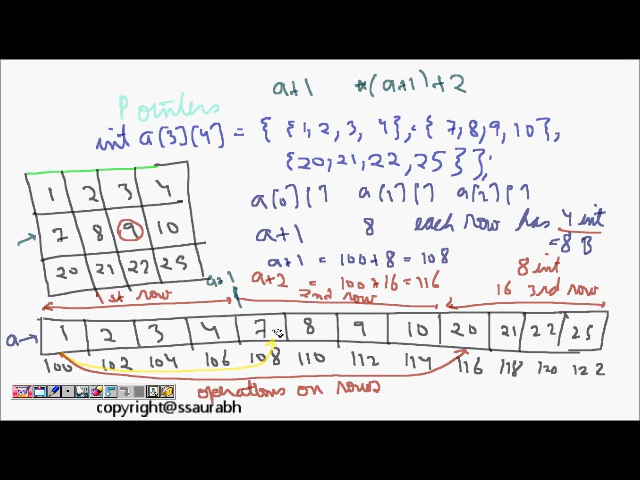 a+1 *(a+1)+2
Pointers
int a[3][4] = { {1,2,3,4}, {7,8,9,10},
{20,21,22,25}};
1 2 3 4
7 8 9 10
20 21 22 25
a[0][] a[1][] a[2][]
a+1 8 each row has 4 int
= 8 B
a+1 = 100+8 = 108
a+2 = 100+16 = 116
8 int
16 3rd row
1st row a+1 2nd row
a→ 1 2 3 4 7 8 9 10 20 21 22 25
100 102 104 106 108 110 112 114 116 118 120 122
operations on rows
copyright@ssaurabh